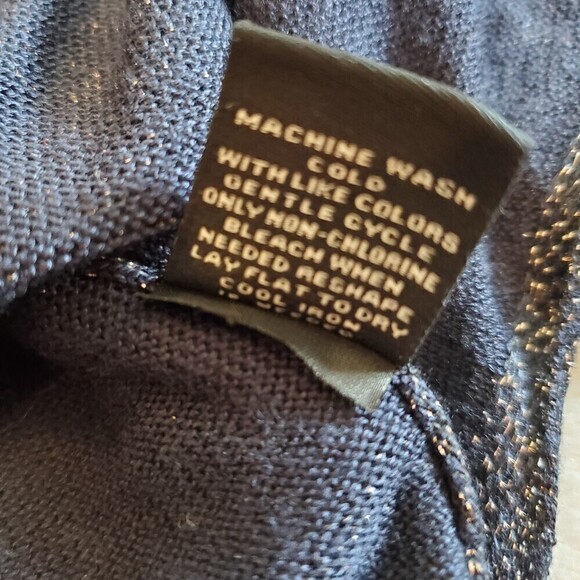 MACHINE WASH
COLD
WITH LIKE COLORS
GENTLE CYCLE
ONLY NON-CHLORINE
BLEACH WHEN
NEEDED RESHAPE
LAY FLAT TO DRY
COOL IRON